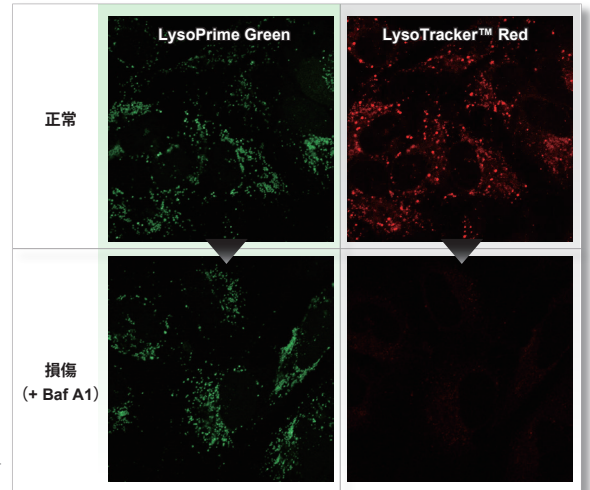 LysoPrime Green
LysoTracker™ Red
正常
損傷
（+ Baf A1）